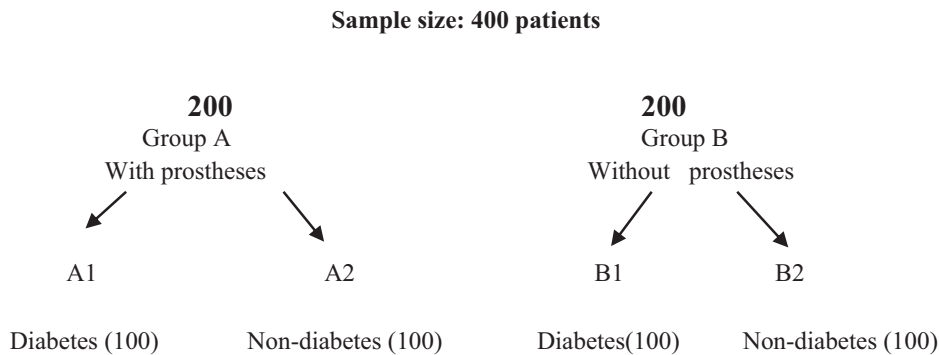 Sample size: 400 patients
200
Group A
With prostheses
200
Group B
Without prostheses
A1
A2
B1
B2
Diabetes (100)
Non-diabetes (100)
Diabetes(100)
Non-diabetes (100)